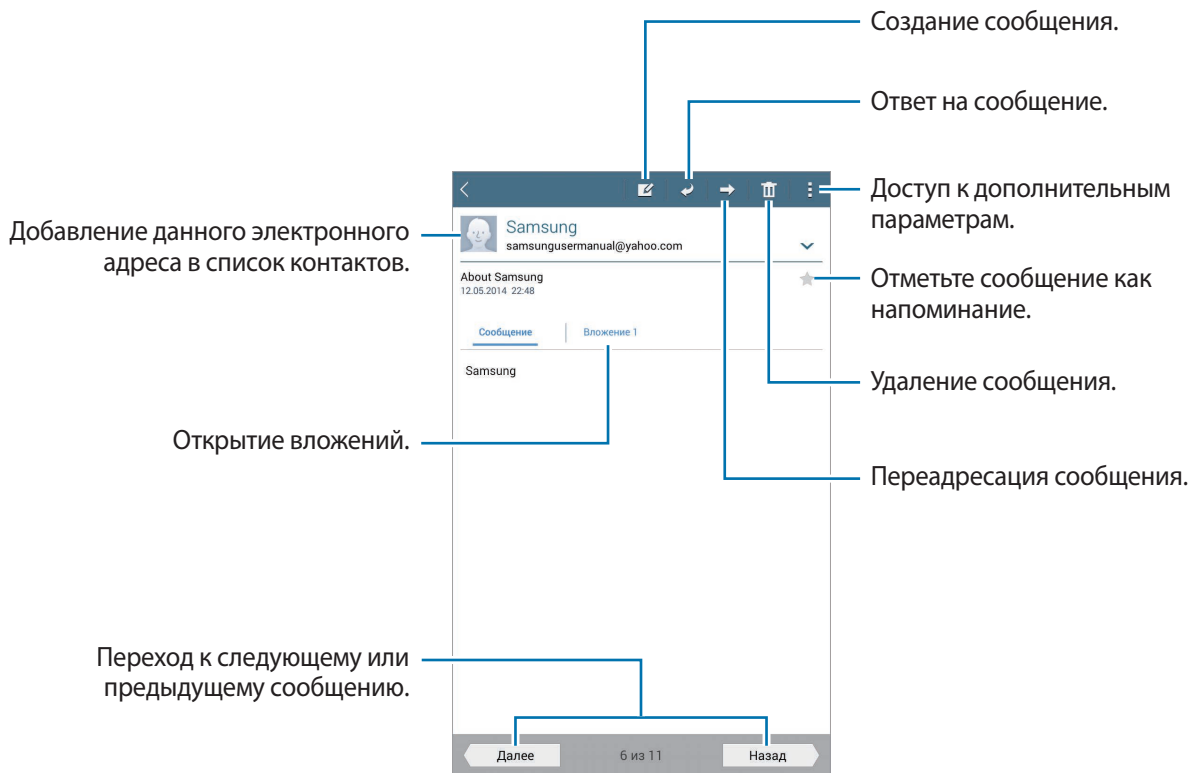 Создание сообщения.
Ответ на сообщение.
Доступ к дополнительным
параметрам.
Добавление данного электронного
адреса в список контактов.
Samsung
samsungusermanual@yahoo.com
About Samsung
12.05.2014 22:48
Отметьте сообщение как
напоминание.
Сообщение
Вложение 1
Samsung
Удаление сообщения.
Открытие вложений.
Переадресация сообщения.
Переход к следующему или
предыдущему сообщению.
Далее
6 из 11
Назад